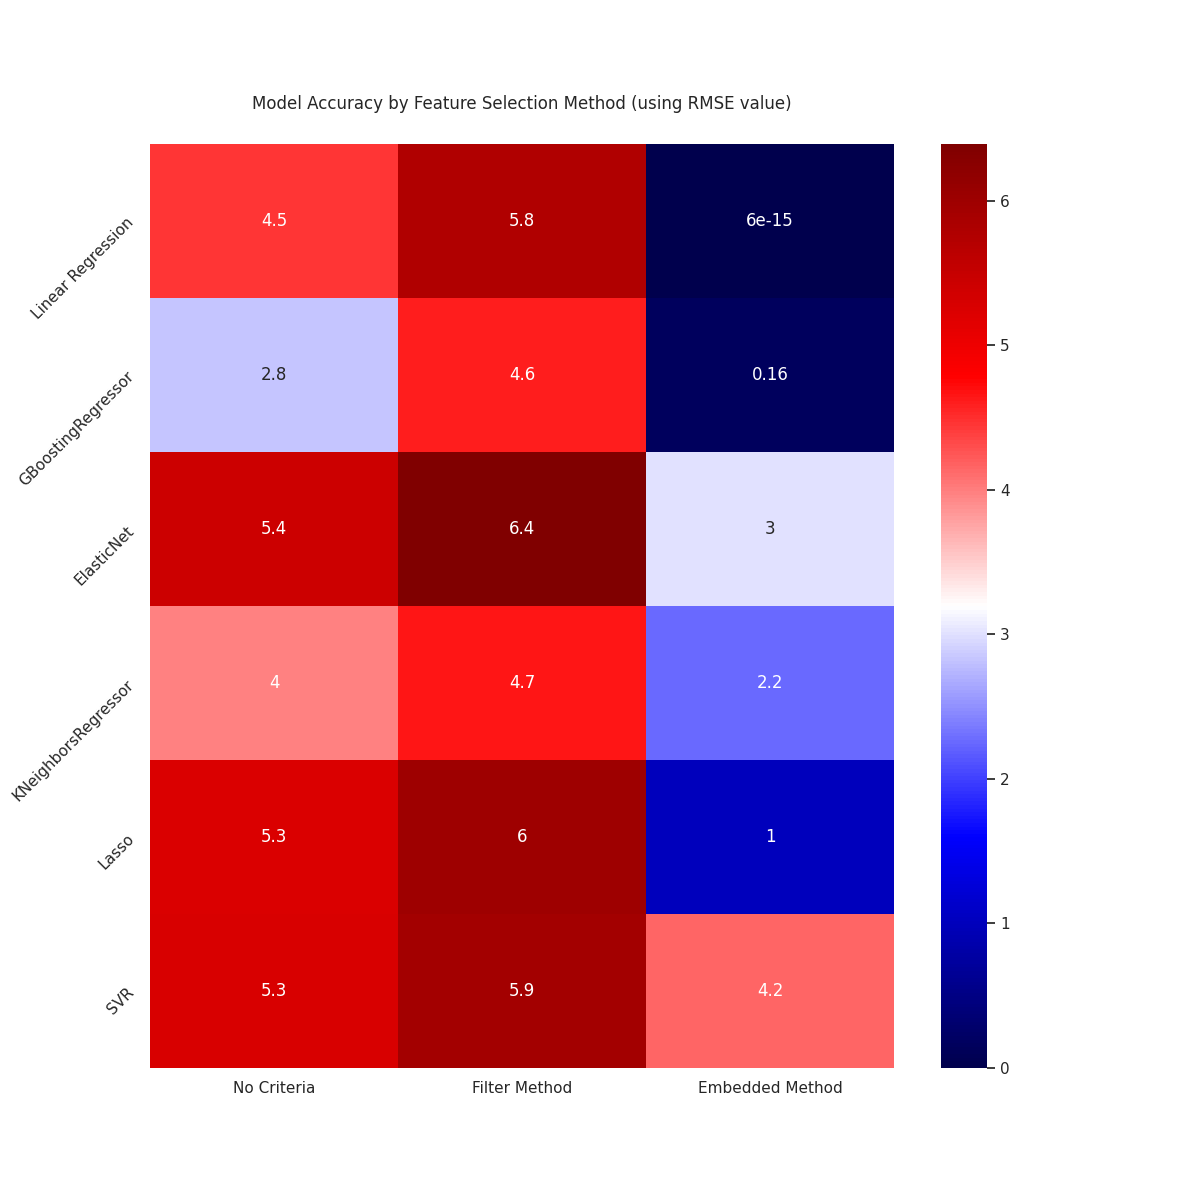 Model Accuracy by Feature Selection Method (using RMSE value)
Linear Regression
4.5 5.8 6e-15
GBoostingRegressor
2.8 4.6 0.16
ElasticNet
5.4 6.4 3
KNeighborsRegressor
4 4.7 2.2
Lasso
5.3 6 1
SVR
5.3 5.9 4.2
No Criteria Filter Method Embedded Method
6
5
4
3
2
1
0